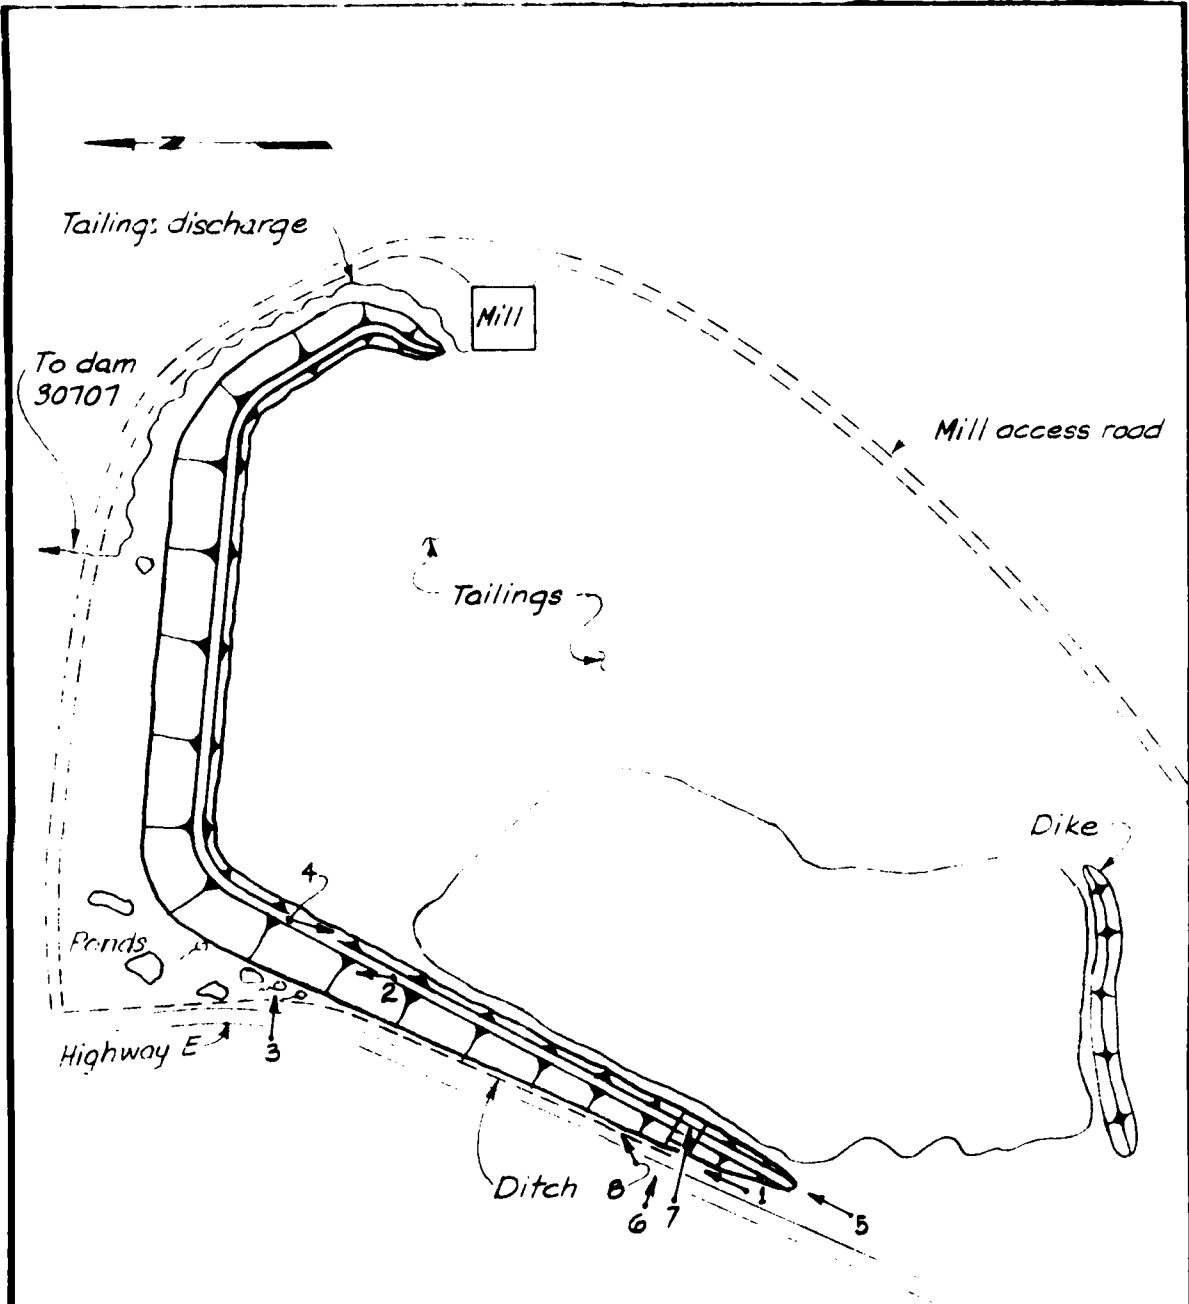 N
Tailings discharge
Mill
To dam
30707
Mill access road
Tailings
Dike
4
Ponds
2
Highway E
3
Ditch
8
1
6
7
5